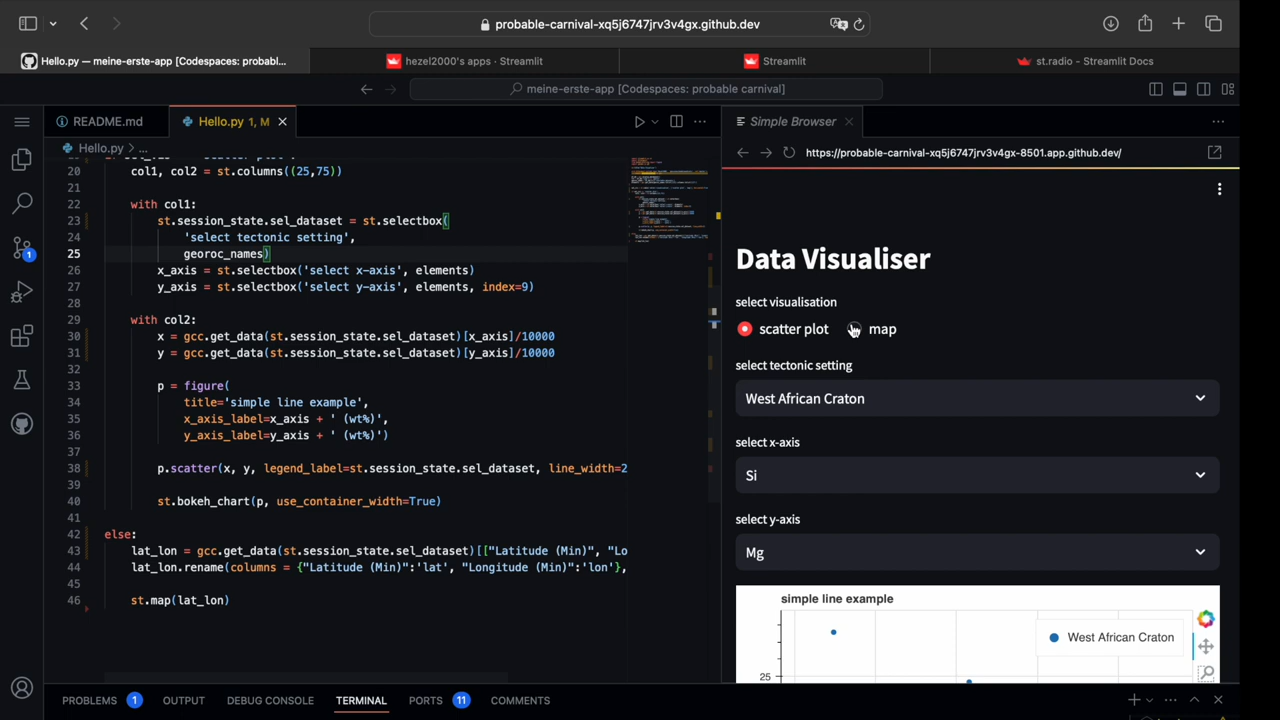 probable-carnival-xq5j6747jrv3v4gx.github.dev
Hello.py — meine-erste-app [Codespaces: probabl...
hezel2000's apps · Streamlit
Streamlit
st.radio - Streamlit Docs
meine-erste-app [Codespaces: probable carnival]
README.md
Hello.py 1, M
Hello.py > ...
20 col1, col2 = st.columns((25,75))
21
22 with col1:
23 st.session_state.sel_dataset = st.selectbox(
24 'select tectonic setting',
25 georoc_names)
26 x_axis = st.selectbox('select x-axis', elements)
27 y_axis = st.selectbox('select y-axis', elements, index=9)
28
29 with col2:
30 x = gcc.get_data(st.session_state.sel_dataset)[x_axis]/10000
31 y = gcc.get_data(st.session_state.sel_dataset)[y_axis]/10000
32
33 p = figure(
34 title='simple line example',
35 x_axis_label=x_axis + ' (wt%)',
36 y_axis_label=y_axis + ' (wt%)')
37
38 p.scatter(x, y, legend_label=st.session_state.sel_dataset, line_width=2
39
40 st.bokeh_chart(p, use_container_width=True)
41
42 else:
43 lat_lon = gcc.get_data(st.session_state.sel_dataset)[["Latitude (Min)", "Lo
44 lat_lon.rename(columns = {"Latitude (Min)":'lat', "Longitude (Min)":'lon'},
45
46 st.map(lat_lon)
Simple Browser
https://probable-carnival-xq5j6747jrv3v4gx-8501.app.github.dev/
Data Visualiser
select visualisation
scatter plot
map
select tectonic setting
West African Craton
select x-axis
Si
select y-axis
Mg
simple line example
West African Craton
25
1
PROBLEMS 1
OUTPUT
DEBUG CONSOLE
TERMINAL
PORTS 11
COMMENTS